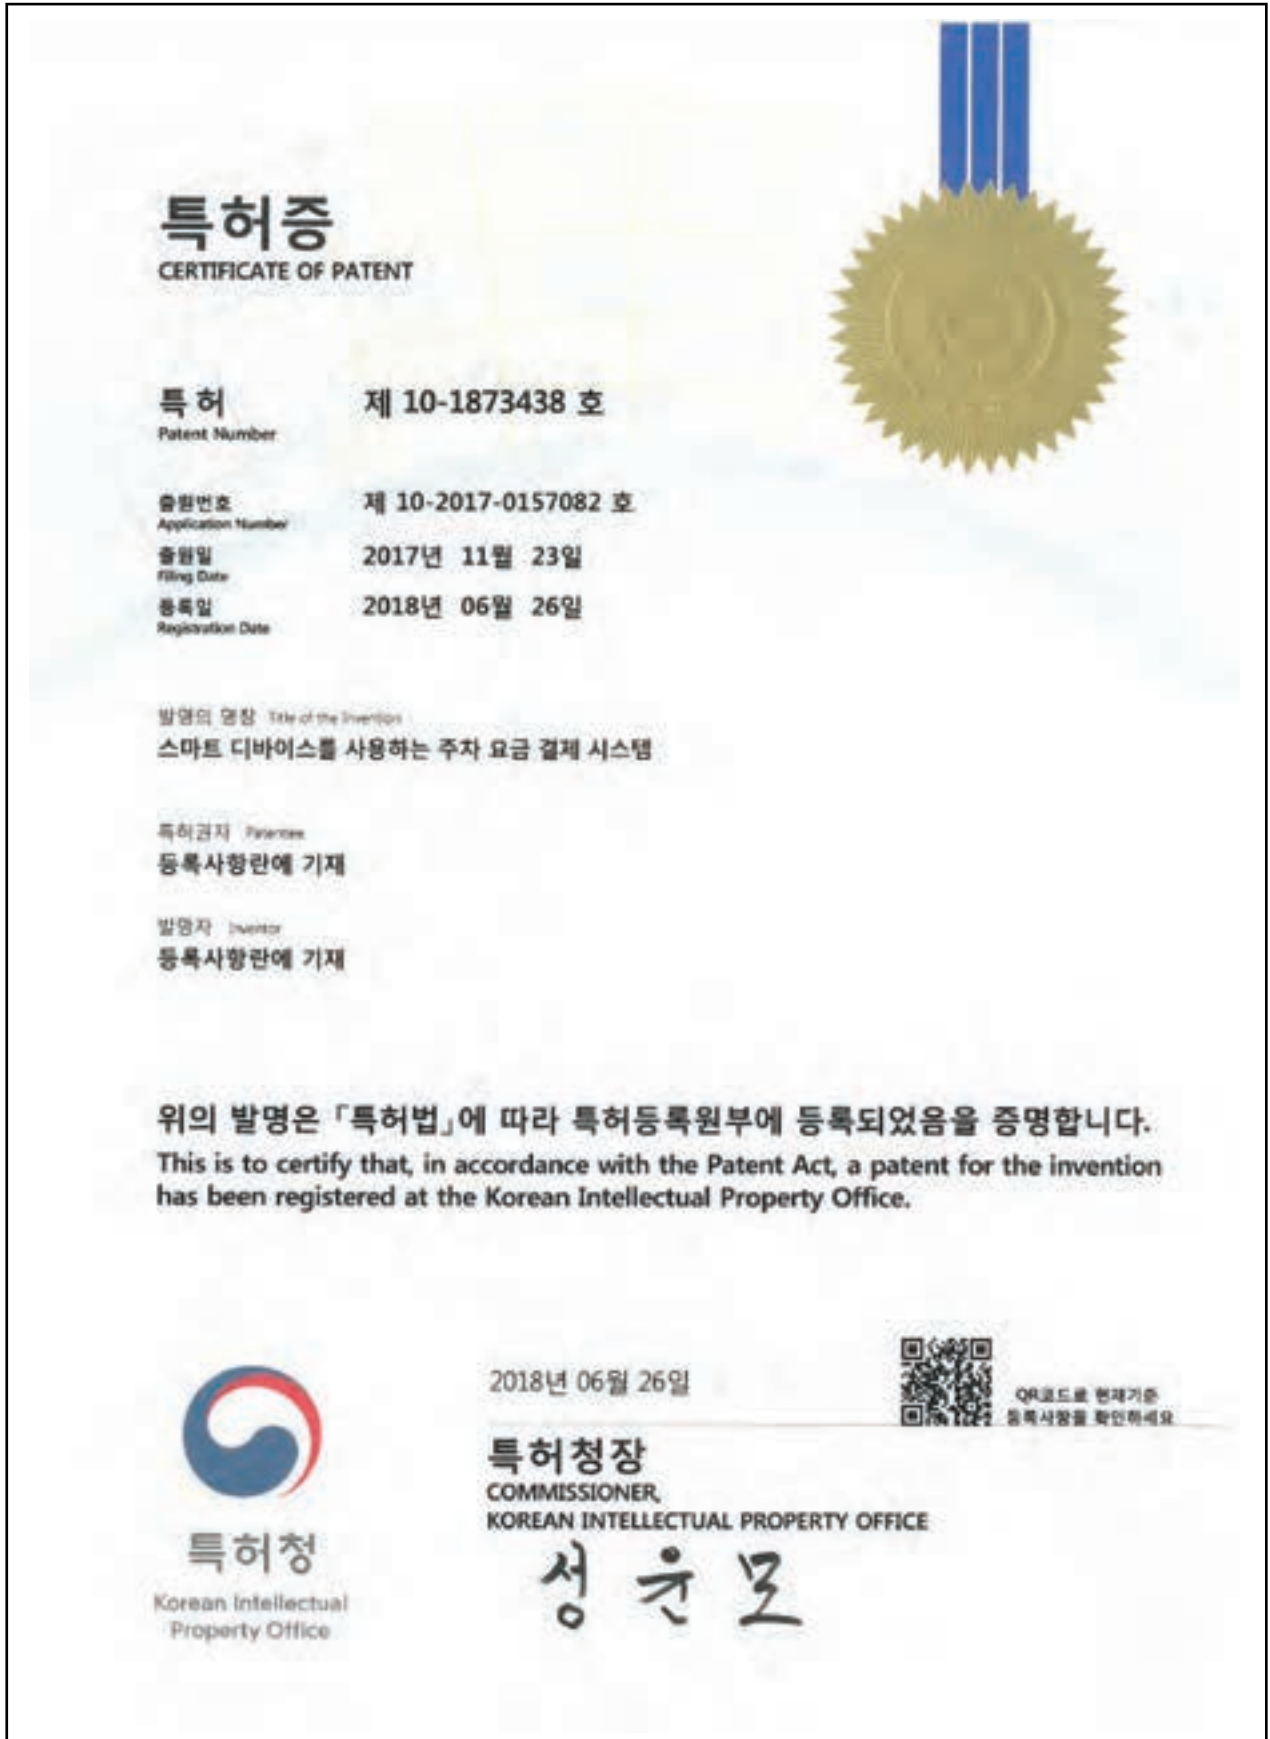 특허증
CERTIFICATE OF PATENT
특허 제 10-1873438 호
Patent Number
출원번호 제 10-2017-0157082 호
Application Number
출원일 2017년 11월 23일
Filing Date
등록일 2018년 06월 26일
Registration Date
발명의 명칭 Title of the Invention
스마트 디바이스를 사용하는 주차 요금 결제 시스템
특허권자 Patentee
등록사항란에 기재
발명자 Inventor
등록사항란에 기재
위의 발명은 「특허법」에 따라 특허등록원부에 등록되었음을 증명합니다.
This is to certify that, in accordance with the Patent Act, a patent for the invention
has been registered at the Korean Intellectual Property Office.
2018년 06월 26일
QR코드로 현재기준
등록사항을 확인하세요
특허청장
COMMISSIONER,
KOREAN INTELLECTUAL PROPERTY OFFICE
성윤모
특허청
Korean Intellectual
Property Office